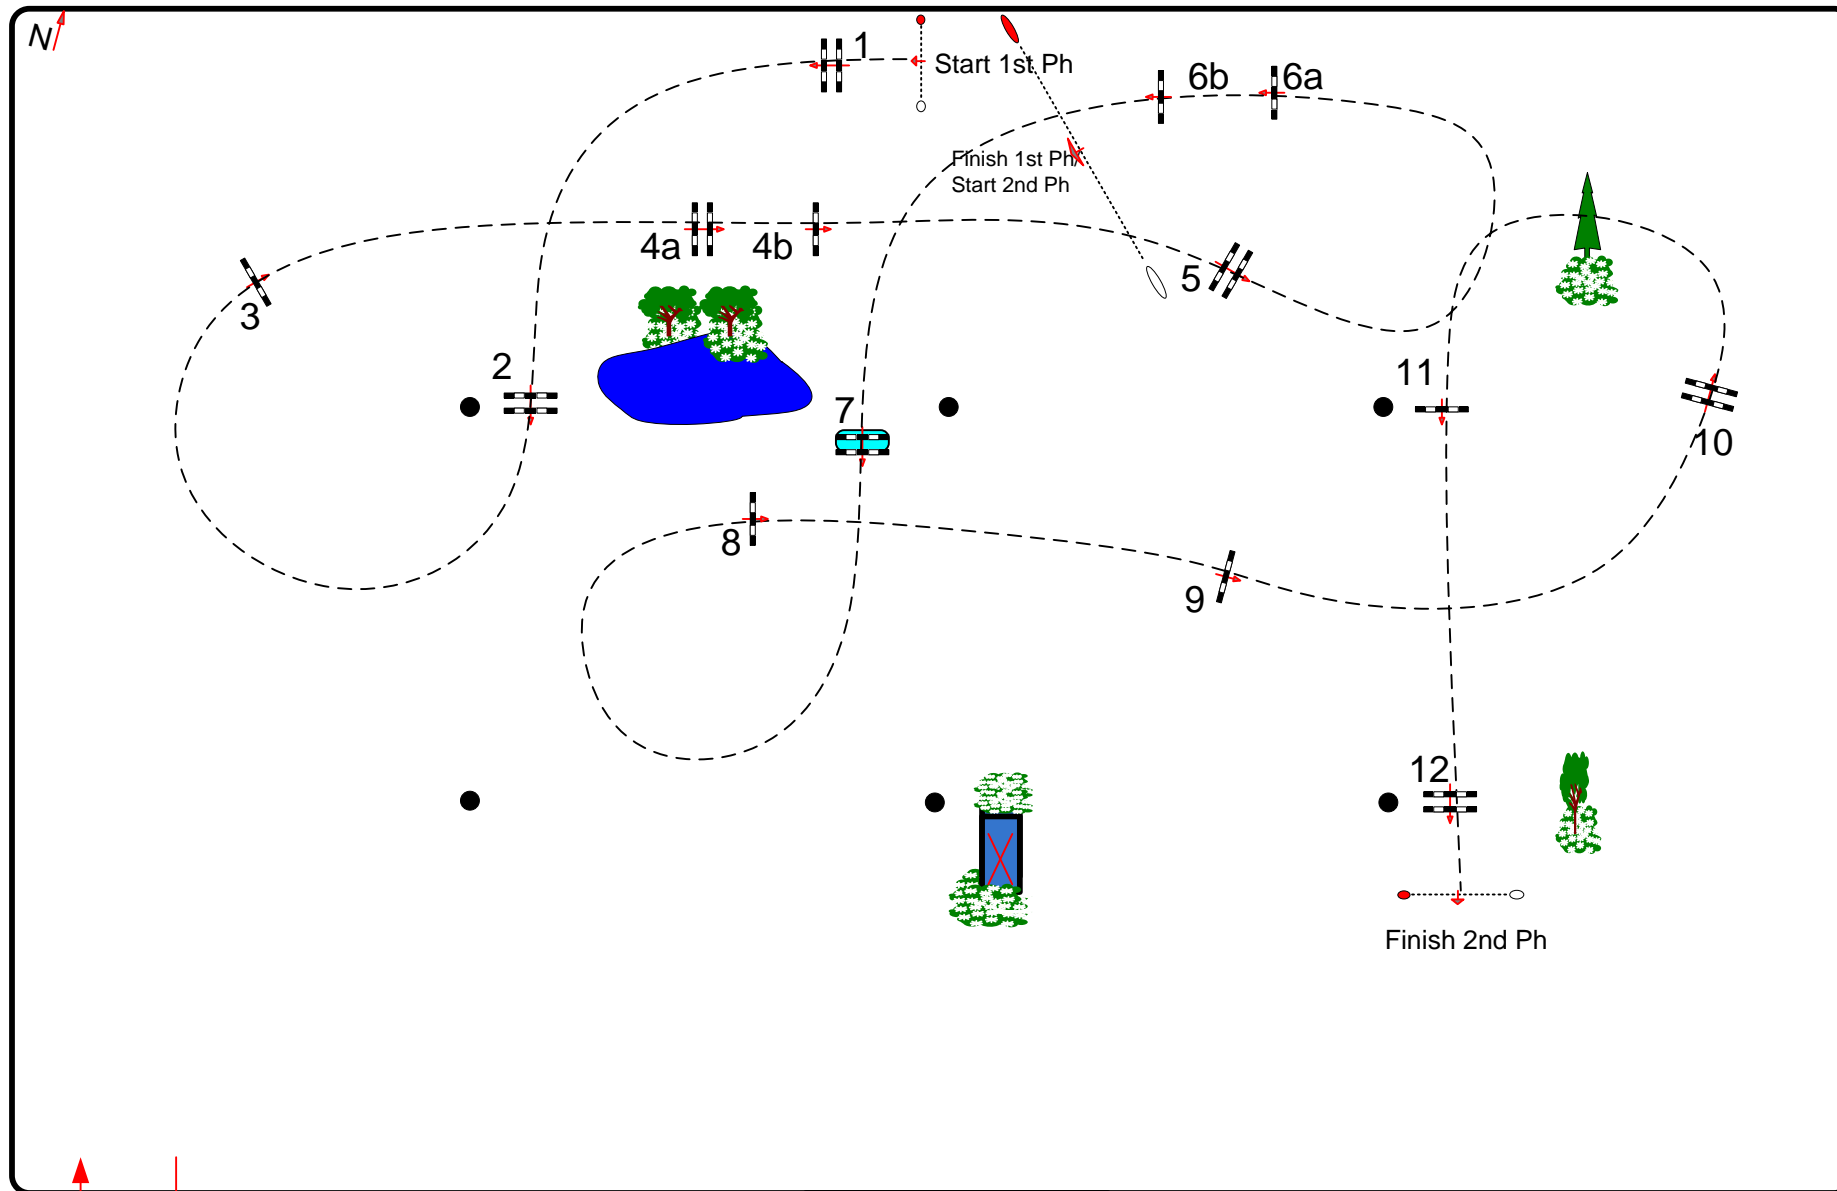 N
1
Start 1st Ph
6b
6a
Finish 1st Ph/
Start 2nd Ph
4a
4b
5
3
2
11
7
10
8
9
12
Finish 2nd Ph